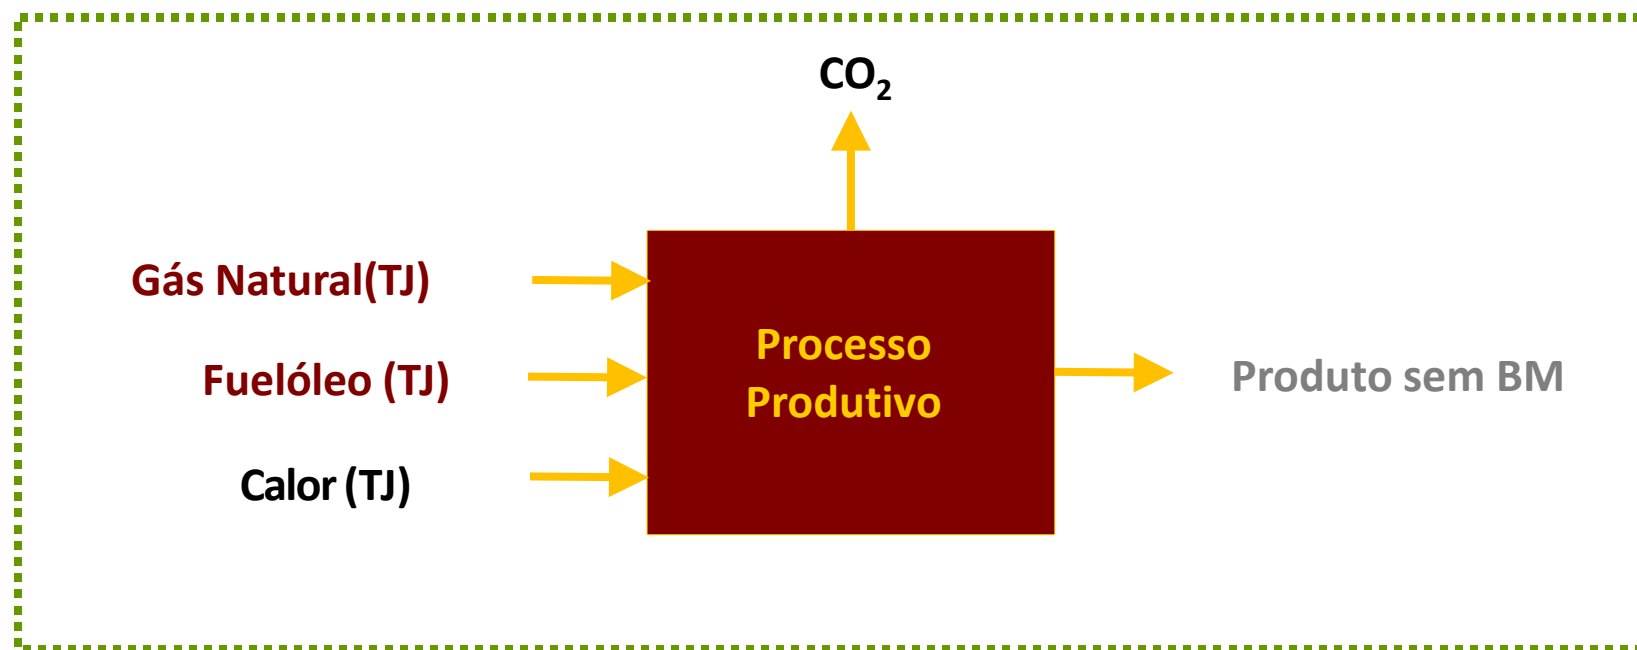 CO₂
Gás Natural(TJ)
Fuelóleo (TJ)
Calor (TJ)
Processo
Produtivo
Produto sem BM